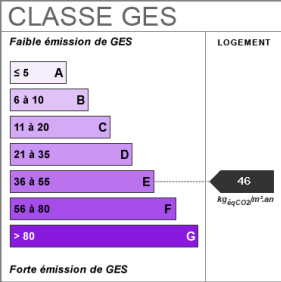 CLASSE GES
Faible émission de GES
LOGEMENT
≤ 5 A
6 à 10 B
11 à 20 C
21 à 35 D
36 à 55 E
46
kgéqCO2/m².an
56 à 80 F
> 80 G
Forte émission de GES